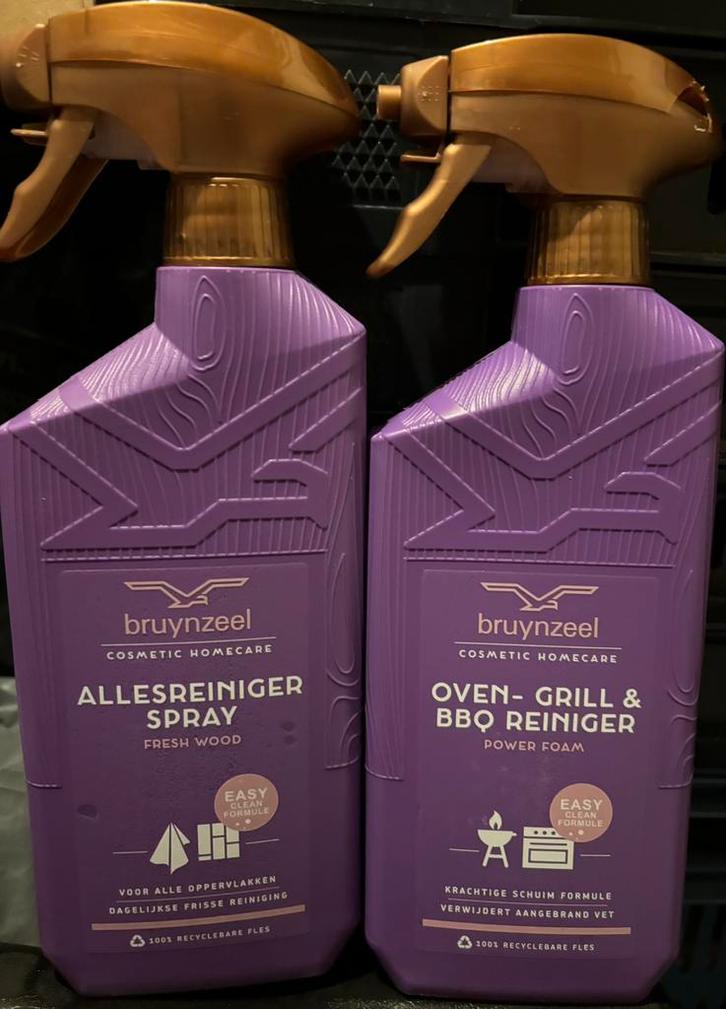 bruynzeel
COSMETIC HOMECARE
ALLESREINIGER
SPRAY
FRESH WOOD
EASY
CLEAN
FORMULE
VOOR ALLE OPPERVLAKKEN
DAGELIJKSE FRISSE REINIGING
100% RECYCLEBARE FLES
bruynzeel
COSMETIC HOMECARE
OVEN- GRILL &
BBQ REINIGER
POWER FOAM
EASY
CLEAN
FORMULE
KRACHTIGE SCHUIM FORMULE
VERWIJDERT AANGEBRAND VET
100% RECYCLEBARE FLES